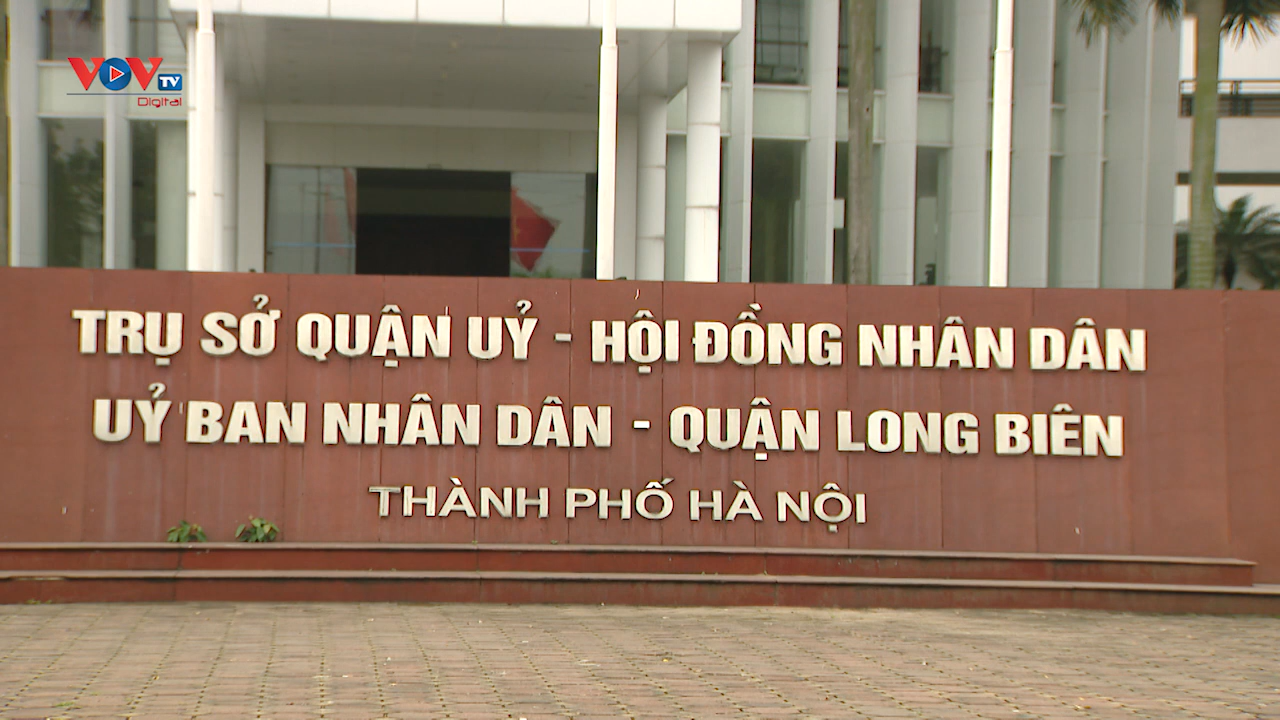 VOV TV
Digital
TRỤ SỞ QUẬN UỶ - HỘI ĐỒNG NHÂN DÂN
UỶ BAN NHÂN DÂN - QUẬN LONG BIÊN
THÀNH PHỐ HÀ NỘI